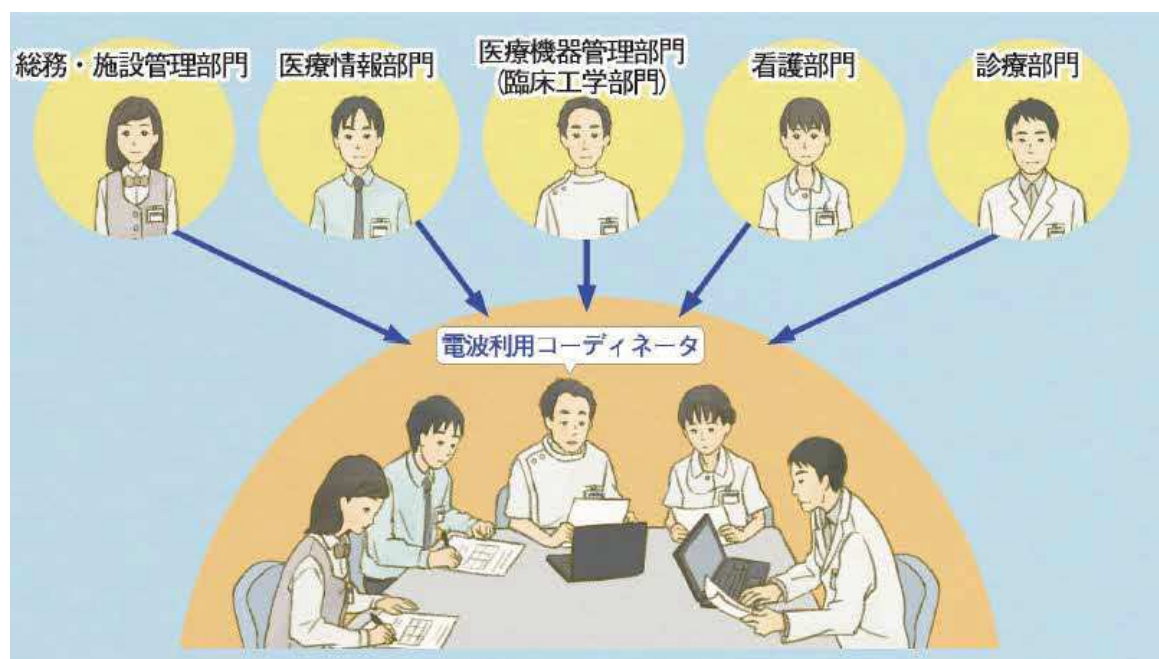 総務・施設管理部門
医療情報部門
医療機器管理部門
(臨床工学部門)
看護部門
診療部門
電波利用コーディネータ